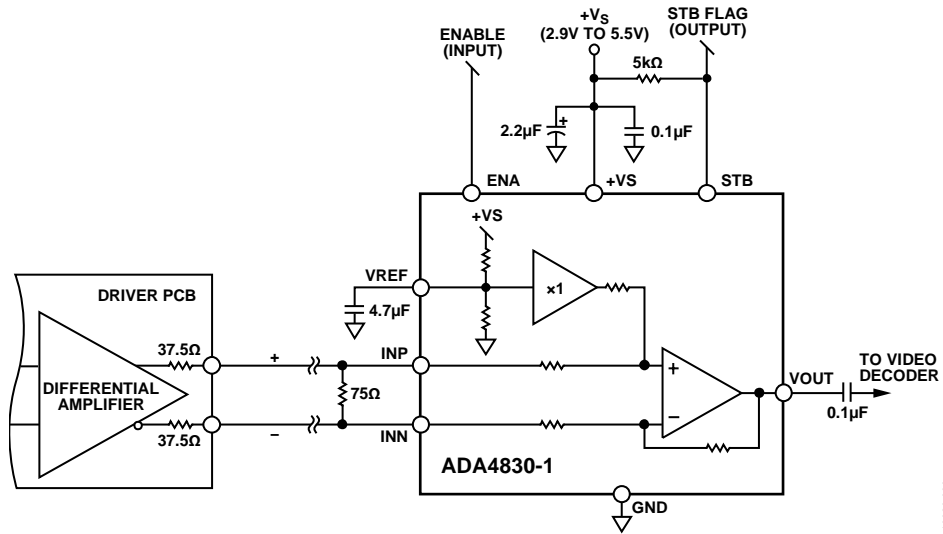 ENABLE
(INPUT)
+VS
(2.9V TO 5.5V)
STB FLAG
(OUTPUT)
5kΩ
2.2µF
+
0.1µF
ENA
+VS
STB
+VS
VREF
×1
4.7µF
DRIVER PCB
37.5Ω
+
INP
DIFFERENTIAL
AMPLIFIER
75Ω
+
−
VOUT
TO VIDEO
DECODER
0.1µF
37.5Ω
−
INN
ADA4830-1
GND